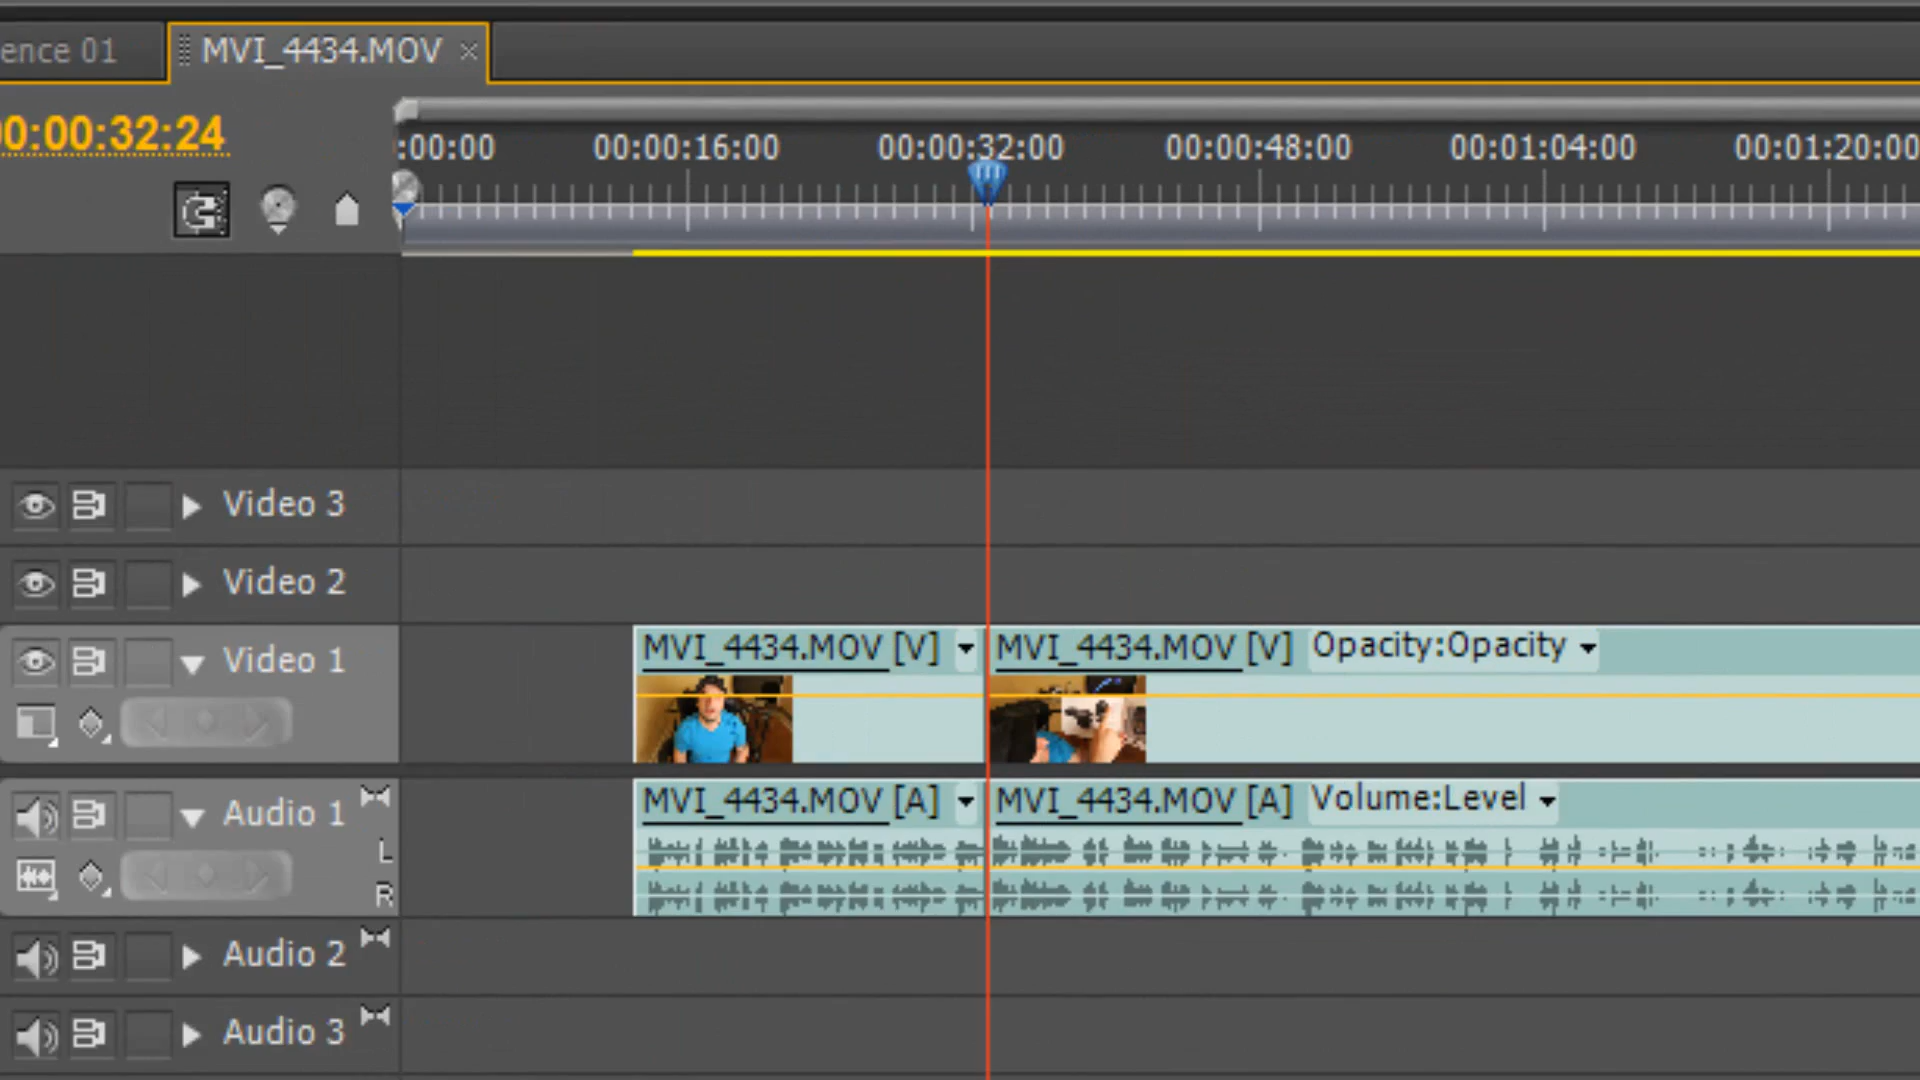 ence 01 MVI_4434.MOV ×
00:00:32:24
:00:00 00:00:16:00 00:00:32:00 00:00:48:00 00:01:04:00 00:01:20:00
Video 3
Video 2
Video 1 MVI_4434.MOV [V] MVI_4434.MOV [V] Opacity:Opacity
Audio 1 MVI_4434.MOV [A] MVI_4434.MOV [A] Volume:Level
L
R
Audio 2
Audio 3